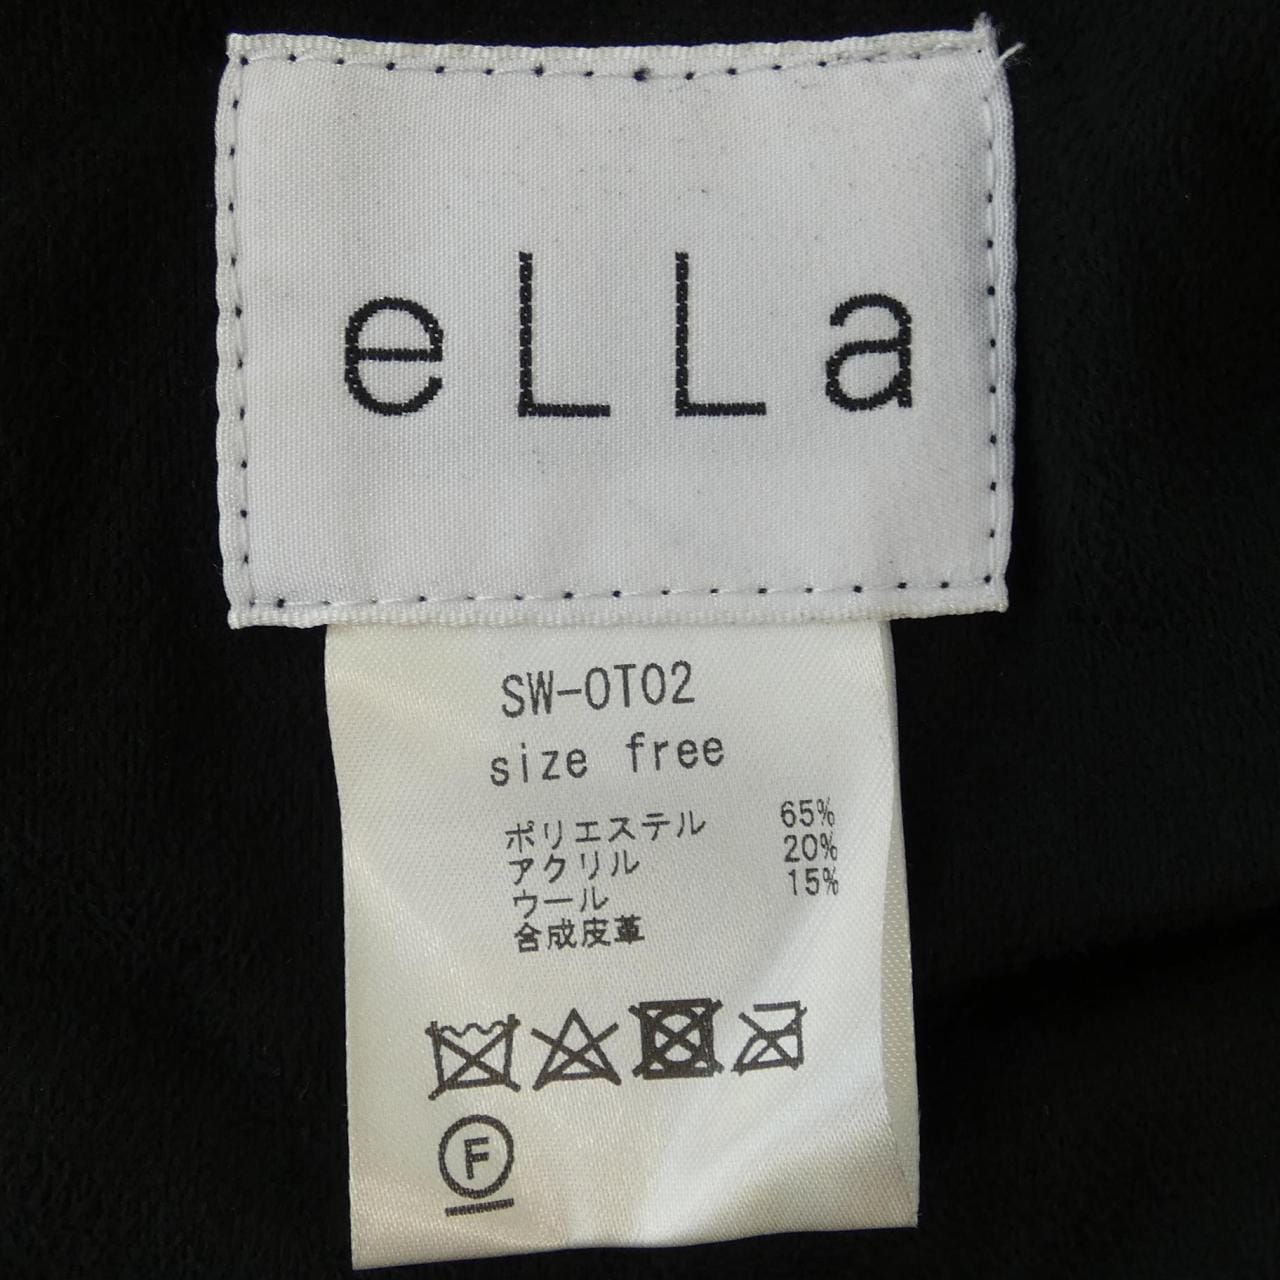 eLLa
SW-OT02
size free
ポリエステル 65%
アクリル 20%
ウール 15%
合成皮革
F